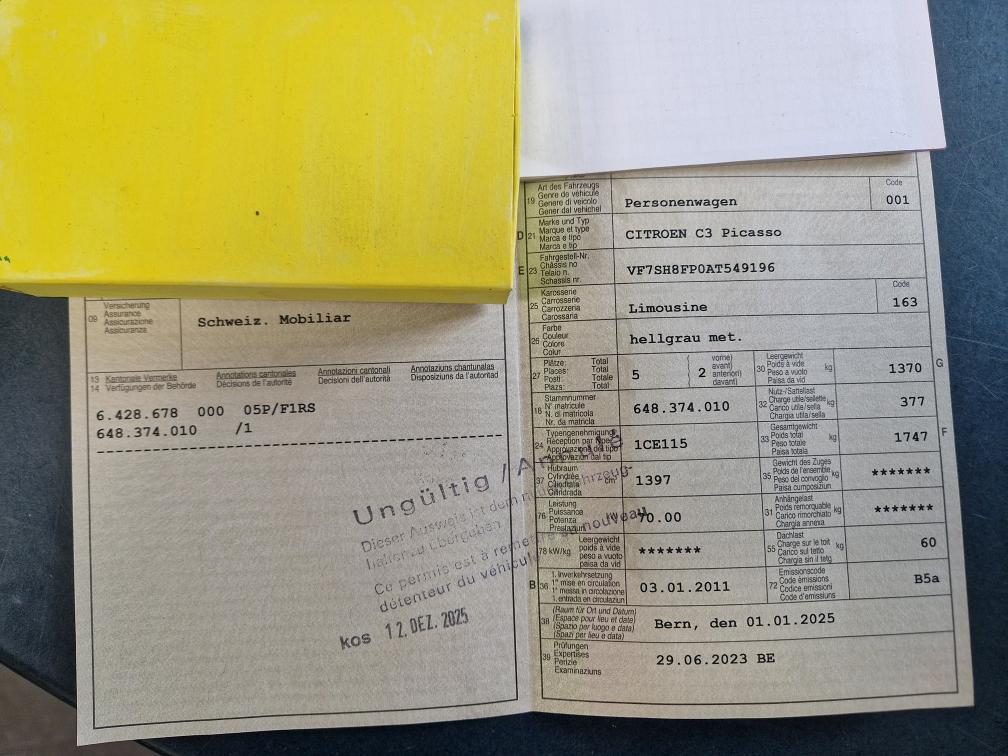 09
Versicherung
Assurance
Assicurazione
Assicuranza
Schweiz. Mobiliar
13 Kantonale Vermerke
14 Verfügungen der Behörde
Annotations cantonales
Décisions de l'autorité
Annotazioni cantonali
Decisioni dell'autorità
Annotaziuns chantunalas
Disposiziuns da l'autoritad
6.428.678 000 05P/F1RS
648.374.010 /1
Ungültig /
Dieser Ausweis ist dem
Ce permis est à
détenteur du véhicule nouveau
kos 12. DEZ. 2025
19
Art des Fahrzeugs
Genre de véhicule
Genere di veicolo
Gener dal vehichel
Personenwagen
Code
001
D 21
Marke und Typ
Marque et type
Marca e tipo
Marca e tip
CITROEN C3 Picasso
E 23
Fahrgestell-Nr.
Châssis no
Telaio n.
Schassis nr.
VF7SH8FP0AT549196
25
Karosserie
Carrosserie
Carrozzeria
Carossaria
Limousine
Code
163
26
Farbe
Couleur
Colore
Colur
hellgrau met.
27
Plätze: Total
Places: Total
Posti: Totale
Plazs: Total
5
2
vorne)
avant)
anteriori)
davant)
30
Leergewicht
Poids à vide
Peso a vuoto
Paisa da vid
kg
1370
G
18
Stammnummer
N° matricule
N. di matricola
Nr. da matricla
648.374.010
32
Nutz-/Sattellast
Charge utile/sellette
Carico utile/sella
Chargia utila/sella
kg
377
24
Typengenehmigung
Réception par type
Approvazione del tipo
Approvaziun dal tip
1CE115
33
Gesamtgewicht
Poids total
Peso totale
Paisa totala
kg
1747
F
37
Hubraum
Cylindrée
Cilindrata
Cilindrada
cm³
1397
35
Gewicht des Zuges
Poids de l'ensemble
Peso del convoglio
Paisa cumposiziun
kg
*******
76
Leistung
Puissance
Potenza
Prestaziun
kW
70.00
31
Anhängelast
Poids remorquable
Carico rimorchiato
Chargia annexa
kg
*******
78 kW/kg
Leergewicht
poids à vide
peso a vuoto
paisa da vid
*******
55
Dachlast
Charge sur le toit
Carico sul tetto
Chargia sin il tetg
kg
60
B 36
1. Inverkehrsetzung
1re mise en circulation
1a messa in circolazione
1. entrada en circulaziun
03.01.2011
72
Emissionscode
Code émissions
Codice emissioni
Code d'emissiuns
B5a
38
(Raum für Ort und Datum)
(Espace pour lieu et date)
(Spazio per luogo e data)
(Spazi per lieu e data)
Bern, den 01.01.2025
39
Prüfungen
Expertises
Perizie
Examinaziuns
29.06.2023 BE